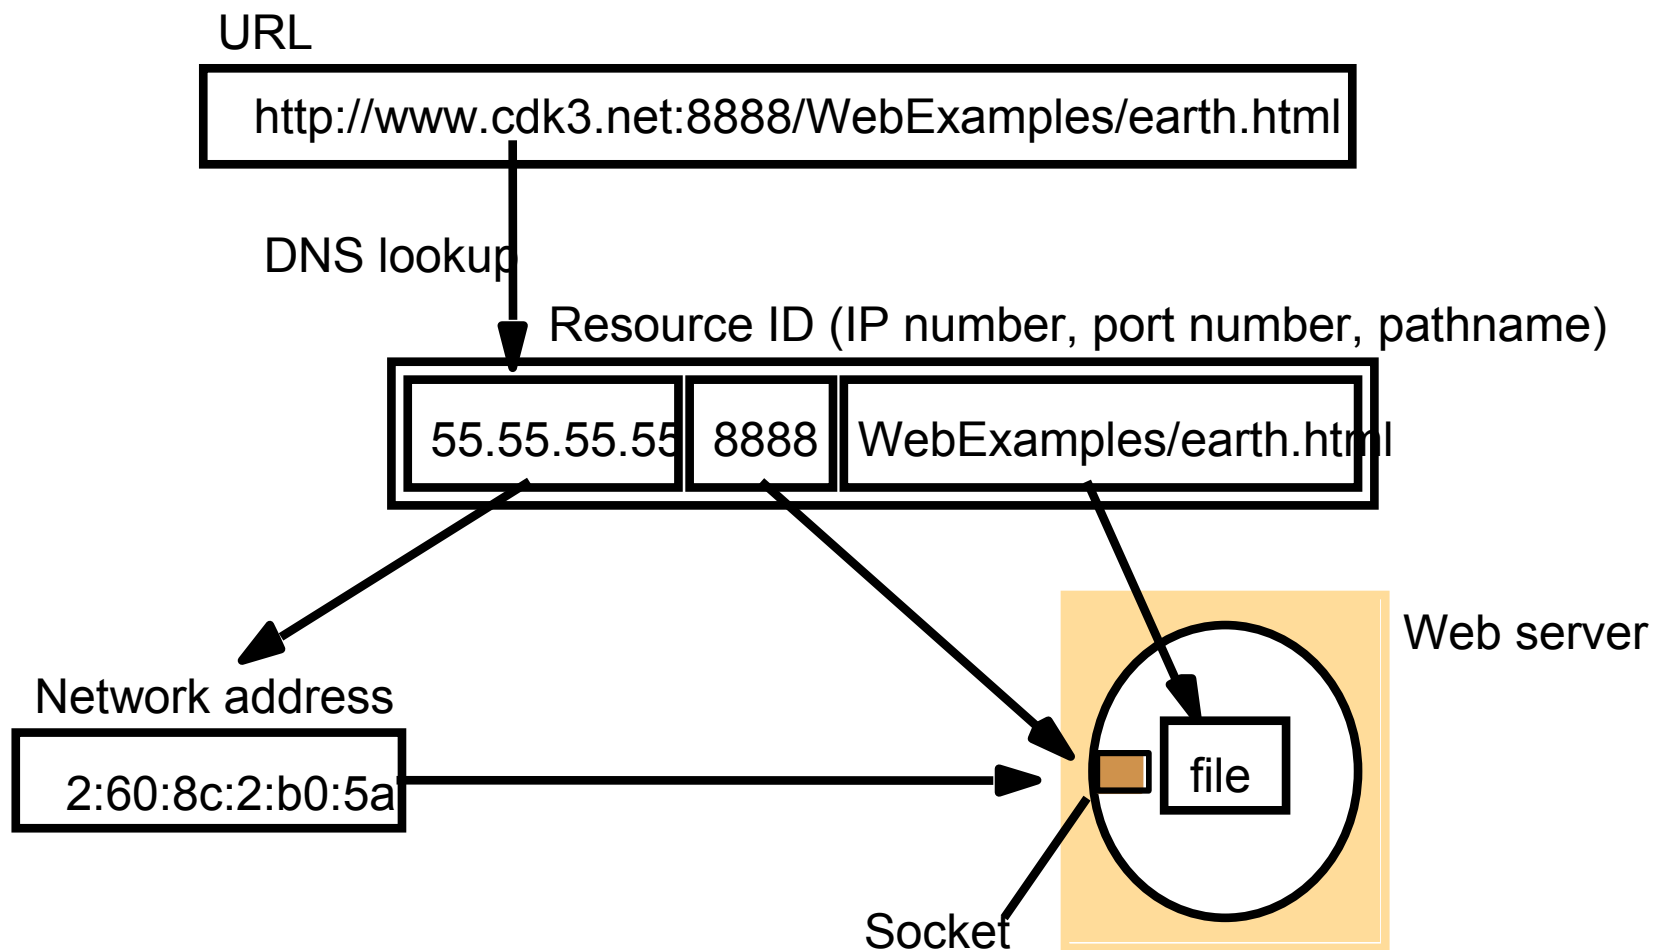 URL
http://www.cdk3.net:8888/WebExamples/earth.html
DNS lookup
Resource ID (IP number, port number, pathname)
55.55.55.55 8888 WebExamples/earth.html
Web server
Network address
2:60:8c:2:b0:5a
file
Socket